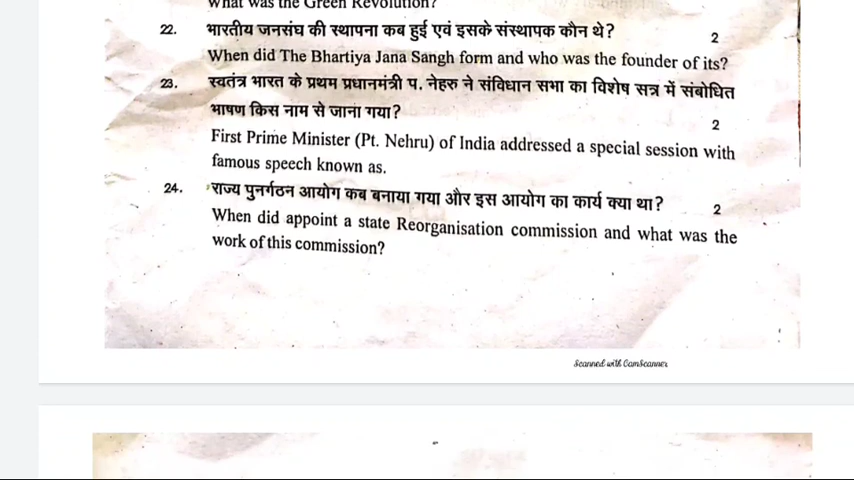 What was the Green Revolution?
22. भारतीय जनसंघ की स्थापना कब हुई एवं इसके संस्थापक कौन थे? 2
When did The Bhartiya Jana Sangh form and who was the founder of its?
23. स्वतंत्र भारत के प्रथम प्रधानमंत्री प. नेहरु ने संविधान सभा का विशेष सत्र में संबोधित
भाषण किस नाम से जाना गया? 2
First Prime Minister (Pt. Nehru) of India addressed a special session with
famous speech known as.
24. राज्य पुनर्गठन आयोग कब बनाया गया और इस आयोग का कार्य क्या था? 2
When did appoint a state Reorganisation commission and what was the
work of this commission?
Scanned with CamScanner